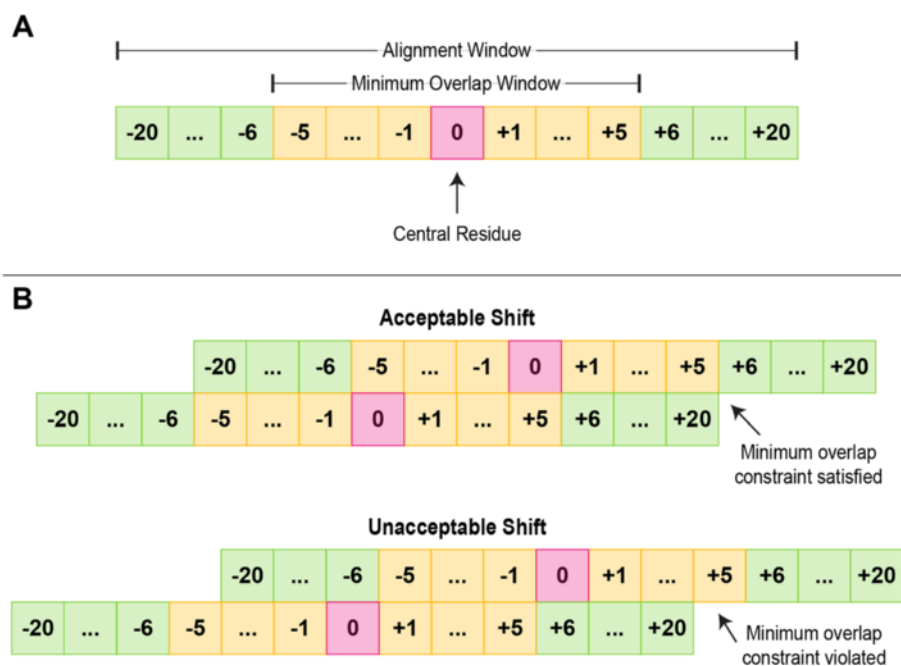 A
Alignment Window
Minimum Overlap Window
-20 ... -6 -5 ... -1 0 +1 ... +5 +6 ... +20
Central Residue
B
Acceptable Shift
-20 ... -6 -5 ... -1 0 +1 ... +5 +6 ... +20
-20 ... -6 -5 ... -1 0 +1 ... +5 +6 ... +20
Minimum overlap
constraint satisfied
Unacceptable Shift
-20 ... -6 -5 ... -1 0 +1 ... +5 +6 ... +20
-20 ... -6 -5 ... -1 0 +1 ... +5 +6 ... +20
Minimum overlap
constraint violated